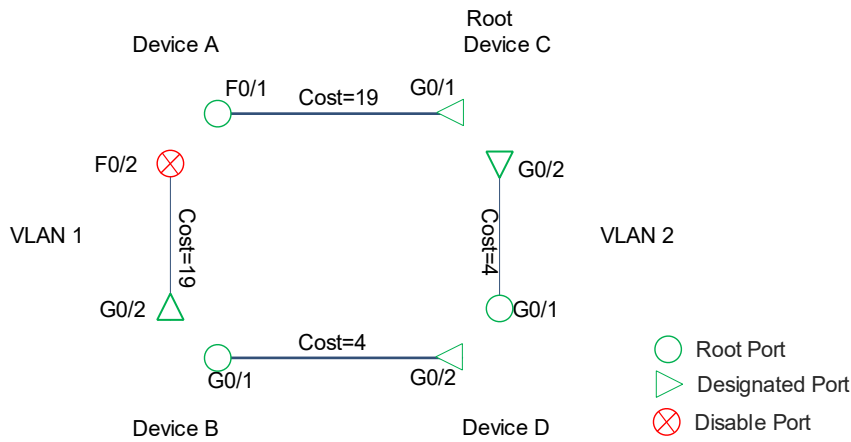 Root
Device A
Device C
F0/1
Cost=19
G0/1
F0/2
G0/2
Cost=19
VLAN 1
Cost=4
VLAN 2
G0/2
G0/1
Cost=4
G0/1
G0/2
Root Port
Designated Port
Device B
Device D
Disable Port